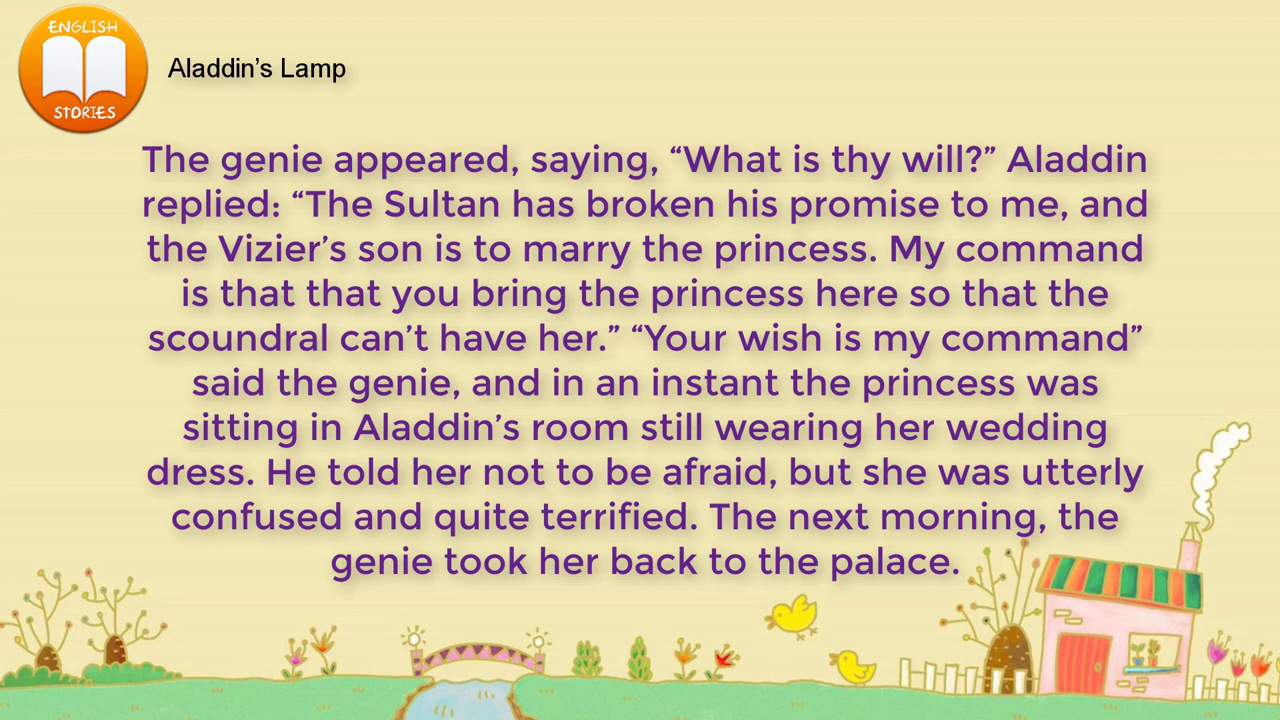 ENGLISH
STORIES
Aladdin’s Lamp
The genie appeared, saying, “What is thy will?” Aladdin
replied: “The Sultan has broken his promise to me, and
the Vizier’s son is to marry the princess. My command
is that that you bring the princess here so that the
scoundral can’t have her.” “Your wish is my command”
said the genie, and in an instant the princess was
sitting in Aladdin’s room still wearing her wedding
dress. He told her not to be afraid, but she was utterly
confused and quite terrified. The next morning, the
genie took her back to the palace.